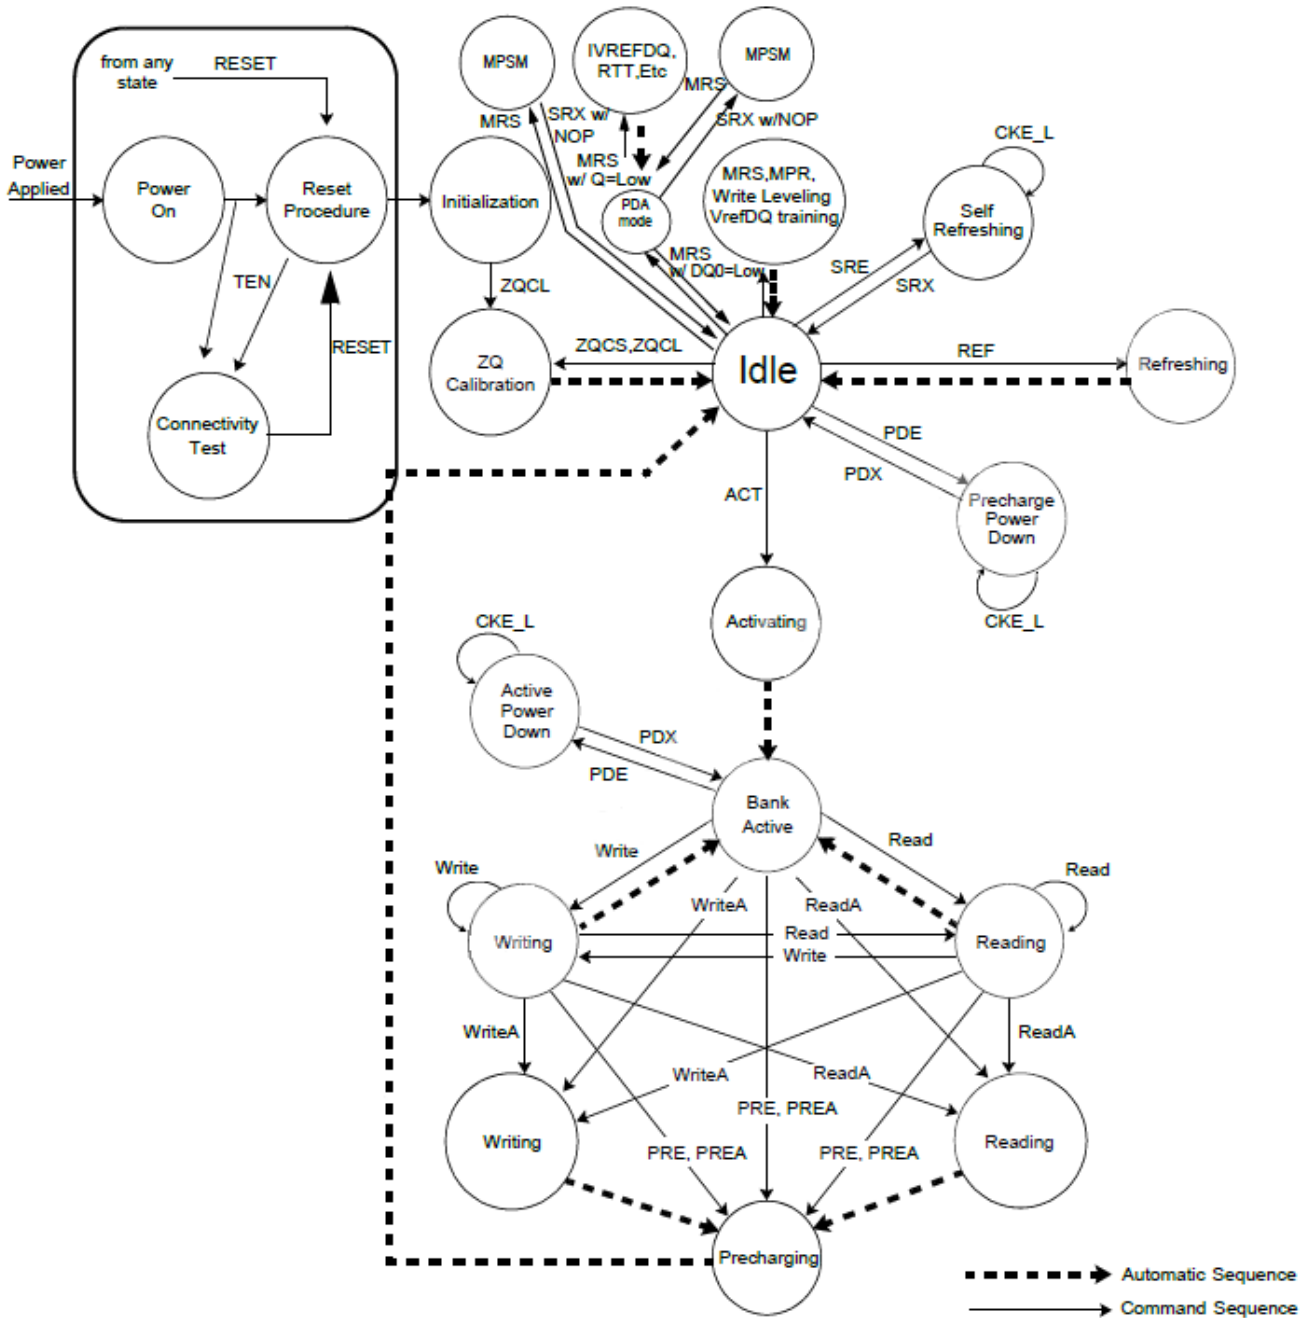 from any
state
RESET
Power
Applied
Power
On
Reset
Procedure
TEN
RESET
Connectivity
Test
MPSM
IVREFDQ,
RTT,Etc
MPSM
MRS
MRS
SRX w/
NOP
SRX w/NOP
MRS
w/ Q=Low
PDA
mode
MRS
w/ DQ0=Low
MRS,MPR,
Write Leveling
VrefDQ training
CKE_L
Self
Refreshing
SRE
SRX
Initialization
ZQCL
ZQ
Calibration
ZQCS,ZQCL
Idle
REF
Refreshing
PDE
PDX
Precharge
Power
Down
CKE_L
ACT
Activating
CKE_L
Active
Power
Down
PDX
PDE
Bank
Active
Write
Read
Write
Read
WriteA
ReadA
Writing
Read
Write
Reading
WriteA
ReadA
WriteA
ReadA
PRE, PREA
Writing
PRE, PREA
PRE, PREA
Reading
Precharging
Automatic Sequence
Command Sequence